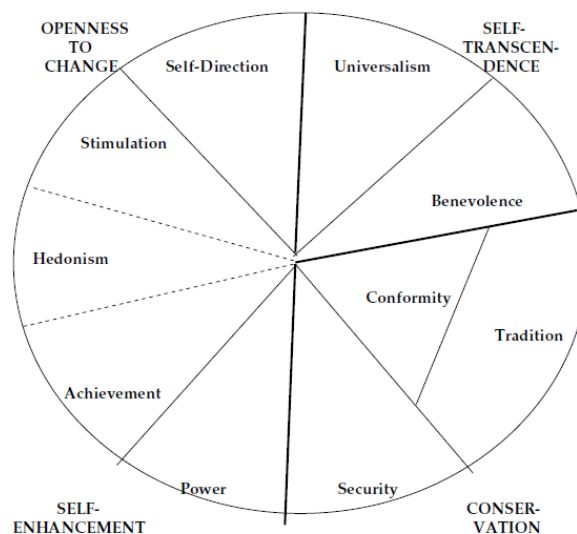 OPENNESS
TO
CHANGE
SELF-
TRANSCEN-
DENCE
Self-Direction
Universalism
Stimulation
Benevolence
Hedonism
Conformity
Tradition
Achievement
Power
Security
SELF-
ENHANCEMENT
CONSER-
VATION